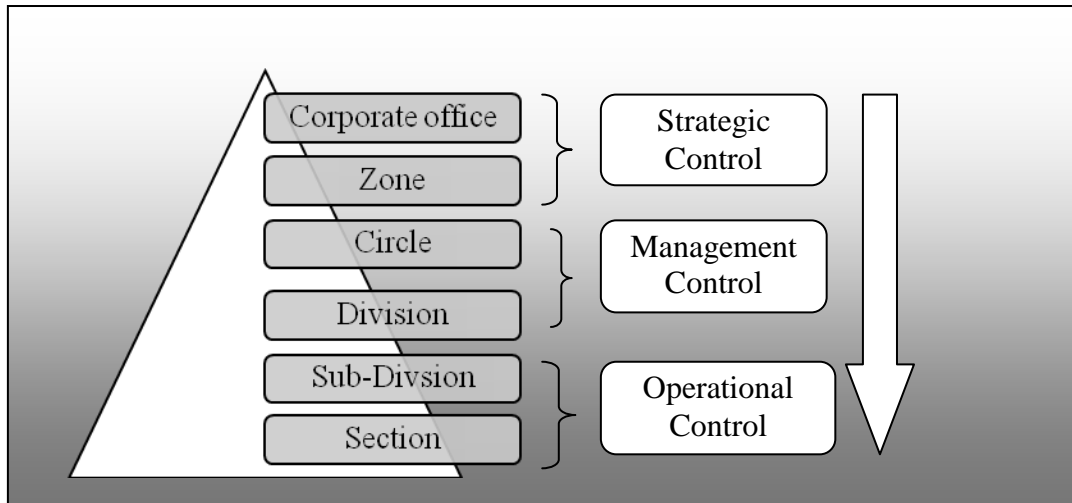 Corporate office
Zone
Circle
Division
Sub-Divsion
Section
Strategic
Control
Management
Control
Operational
Control